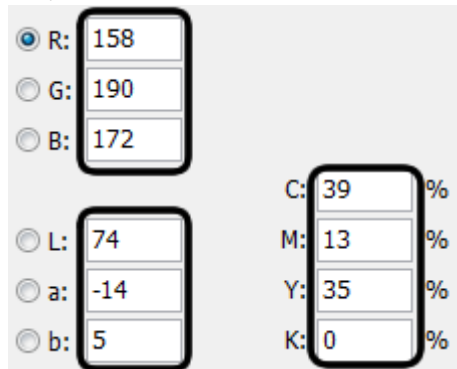 R: 158
G: 190
B: 172
C: 39 %
L: 74 M: 13 %
a: -14 Y: 35 %
b: 5 K: 0 %